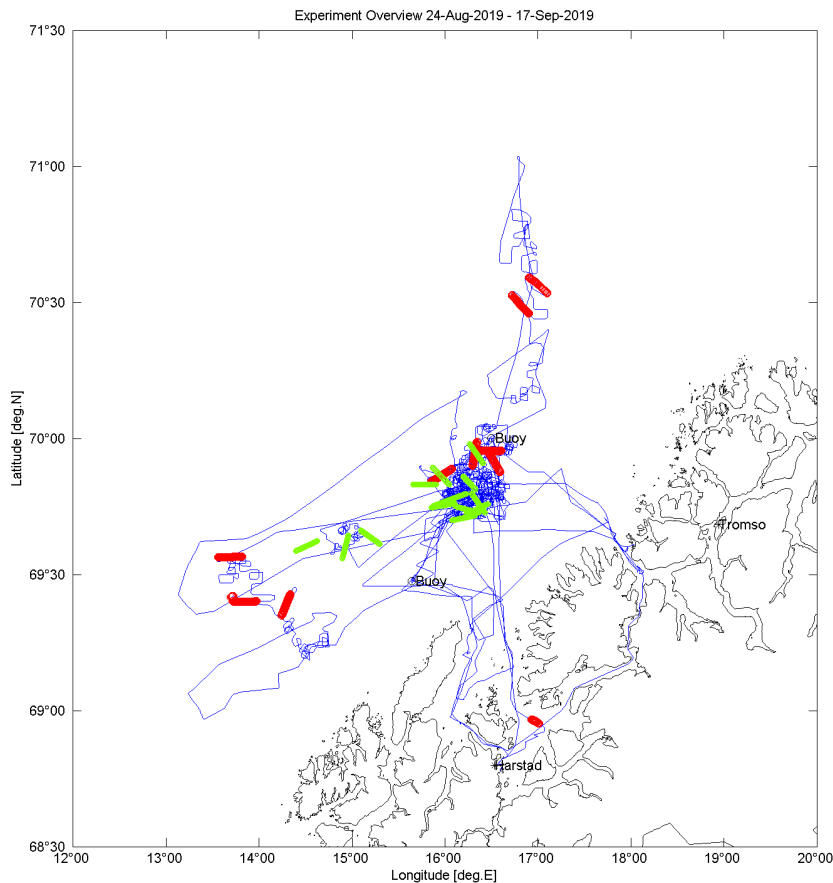 Experiment Overview 24-Aug-2019 - 17-Sep-2019
71°30
71°00
70°30
70°00
69°30
69°00
68°30
Latitude [deg.N]
Buoy
Tromso
Buoy
Harstad
12°00 13°00 14°00 15°00 16°00 17°00 18°00 19°00 20°00
Longitude [deg.E]